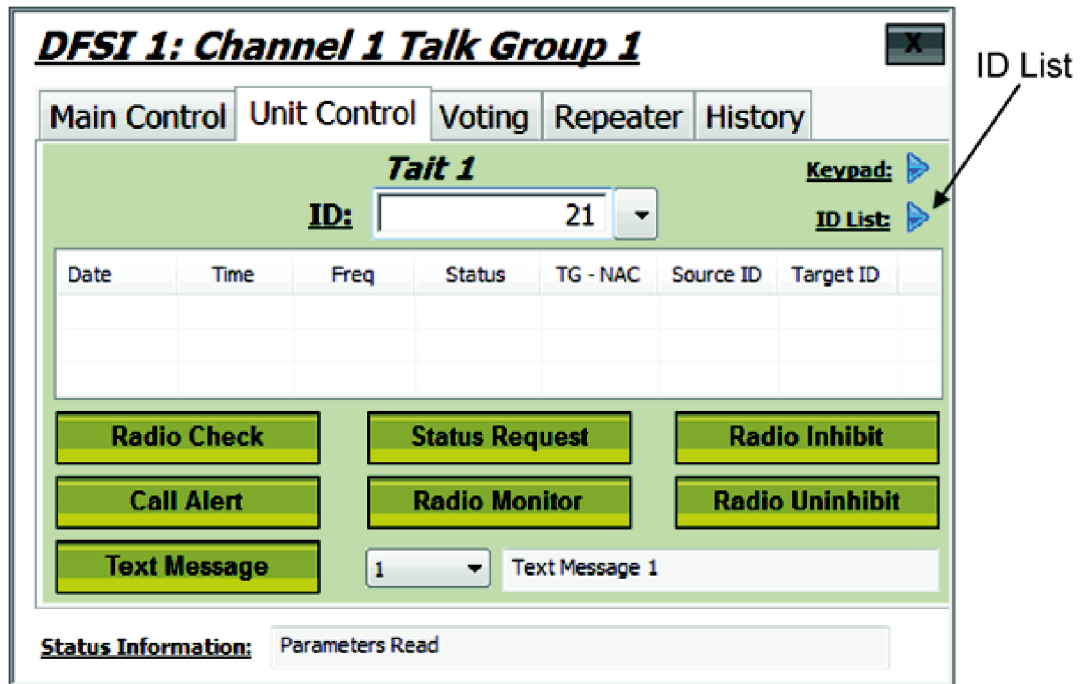 DFSI 1: Channel 1 Talk Group 1 X
ID List
Main Control Unit Control Voting Repeater History
Tait 1 Keypad:
ID: 21 ID List:
Date Time Freq Status TG - NAC Source ID Target ID
Radio Check Status Request Radio Inhibit
Call Alert Radio Monitor Radio Uninhibit
Text Message 1 Text Message 1
Status Information: Parameters Read